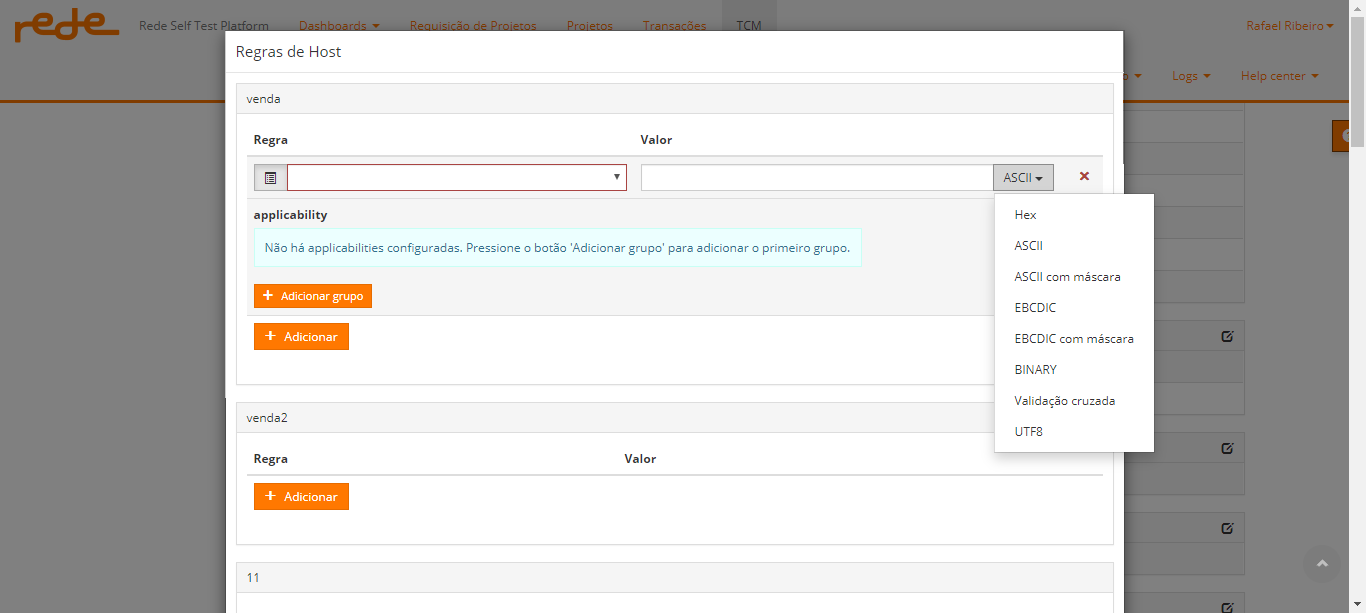 rede
Rede Self Test Platform
Dashboards
Requisição de Projetos
Projetos
Transações
TCM
Rafael Ribeiro
Logs
Help center
Regras de Host
venda
Regra
Valor
ASCII
applicability
Não há applicabilities configuradas. Pressione o botão 'Adicionar grupo' para adicionar o primeiro grupo.
Adicionar grupo
Adicionar
Hex
ASCII
ASCII com máscara
EBCDIC
EBCDIC com máscara
BINARY
Validação cruzada
UTF8
venda2
Regra
Valor
Adicionar
11